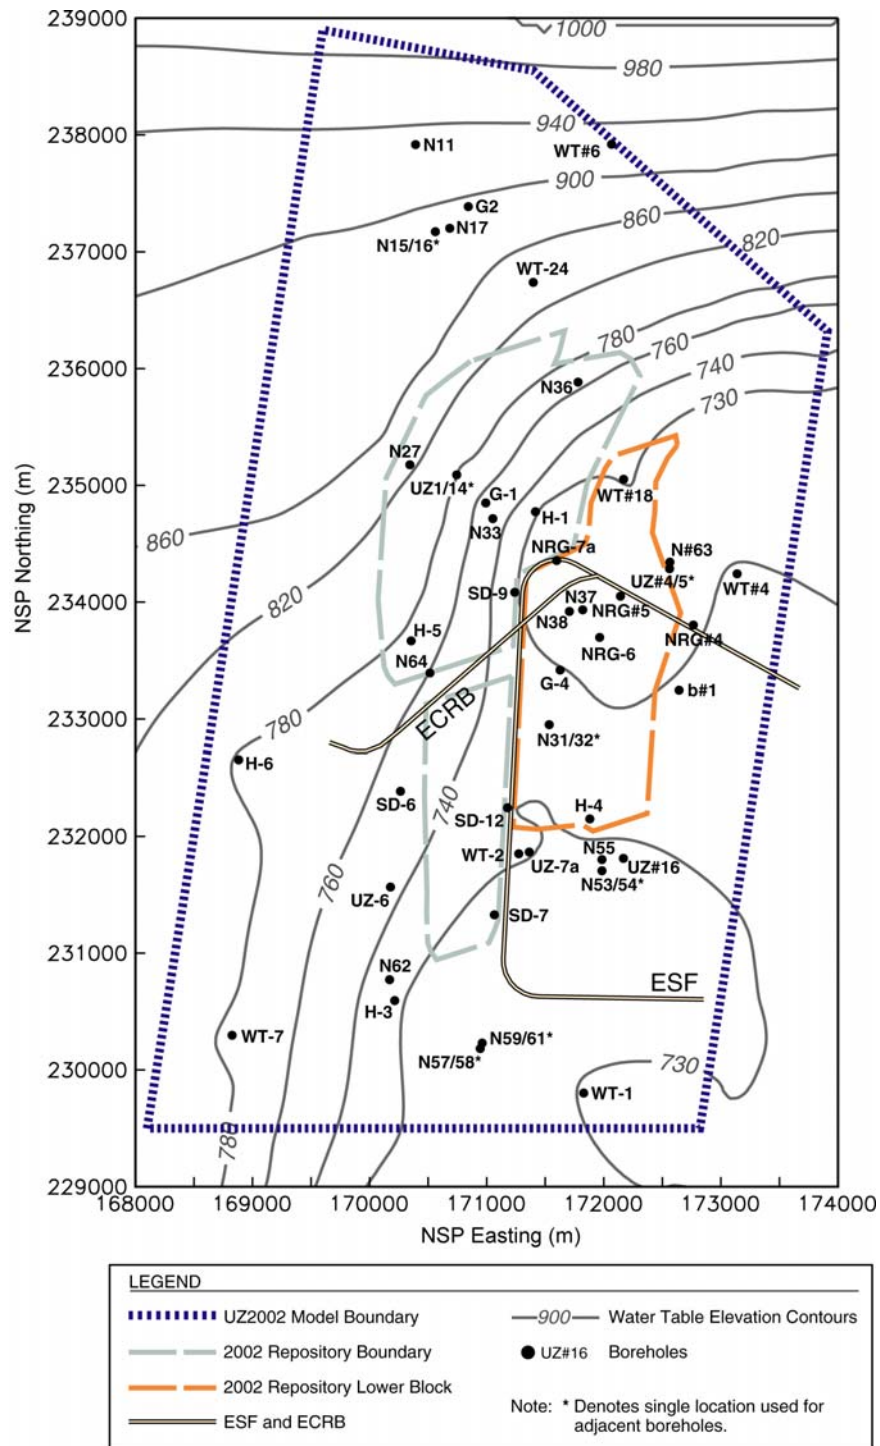 239000
1000
980
238000
940
N11
WT#6
900
G2
N17
N15/16*
860
237000
820
WT-24
236000
780
760
N36
740
730
N27
235000
UZ1/14*
WT#18
G-1
N33
H-1
860
NRG-7a
N#63
UZ#4/5*
WT#4
234000
820
SD-9
N37
NRG#5
N38
NRG#4
H-5
NRG-6
N64
G-4
b#1
NSP Northing (m)
233000
780
ECRB
N31/32*
H-6
SD-6
740
H-4
232000
SD-12
WT-2
UZ-7a
N55
UZ#16
N53/54*
760
UZ-6
SD-7
231000
N62
H-3
ESF
WT-7
N59/61*
N57/58*
230000
730
WT-1
780
229000
168000 169000 170000 171000 172000 173000 174000
NSP Easting (m)
LEGEND
UZ2002 Model Boundary
2002 Repository Boundary
2002 Repository Lower Block
ESF and ECRB
900 Water Table Elevation Contours
UZ#16 Boreholes
Note: * Denotes single location used for
adjacent boreholes.